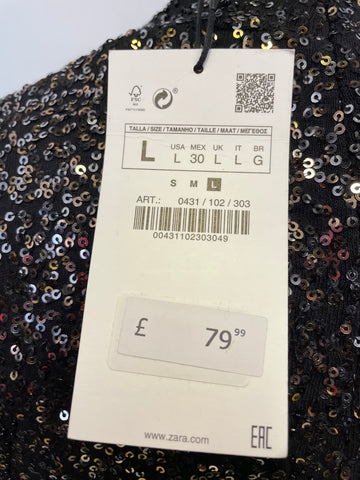 FSC
TALLA / SIZE / TAMANHO / TAILLE / MAAT / ΜΕΓΕΘΟΣ
USA MEX UK IT BR
L L 30 L L G
S M L
ART.: 0431 / 102 / 303
00431102303049
£ 79.99
www.zara.com
EAC